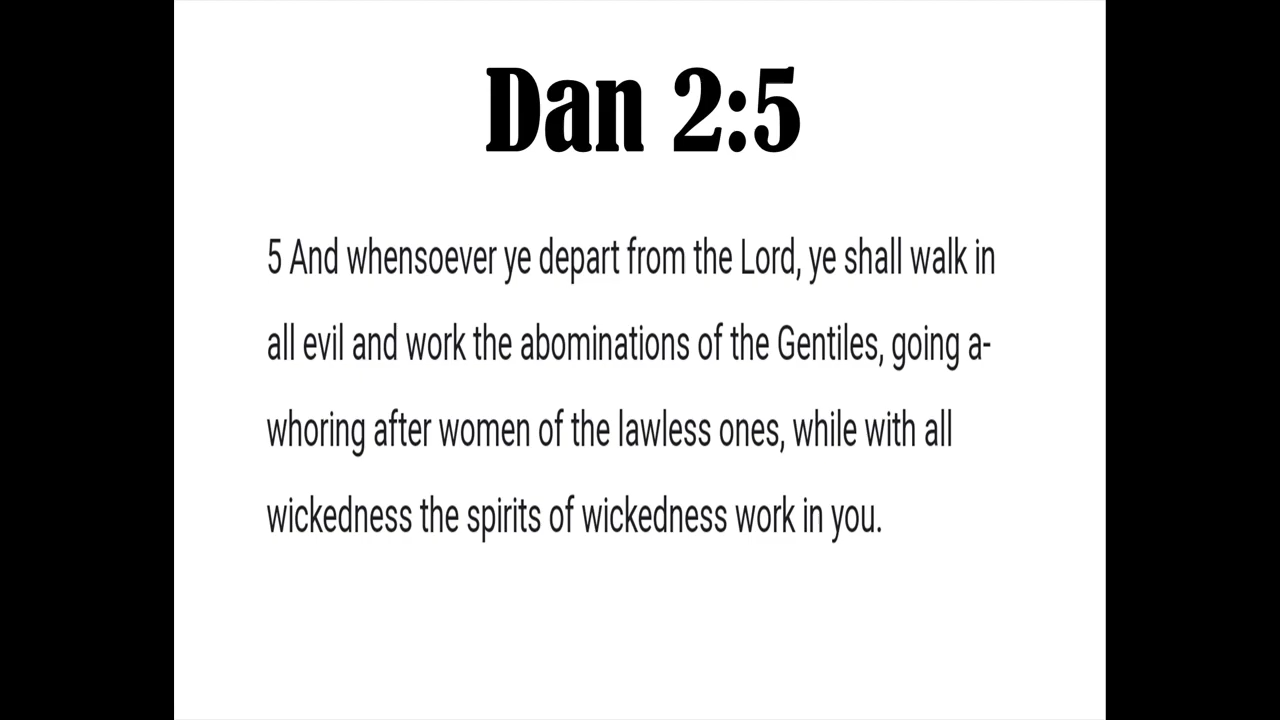 Dan 2:5
5 And whensoever ye depart from the Lord, ye shall walk in
all evil and work the abominations of the Gentiles, going a-
whoring after women of the lawless ones, while with all
wickedness the spirits of wickedness work in you.